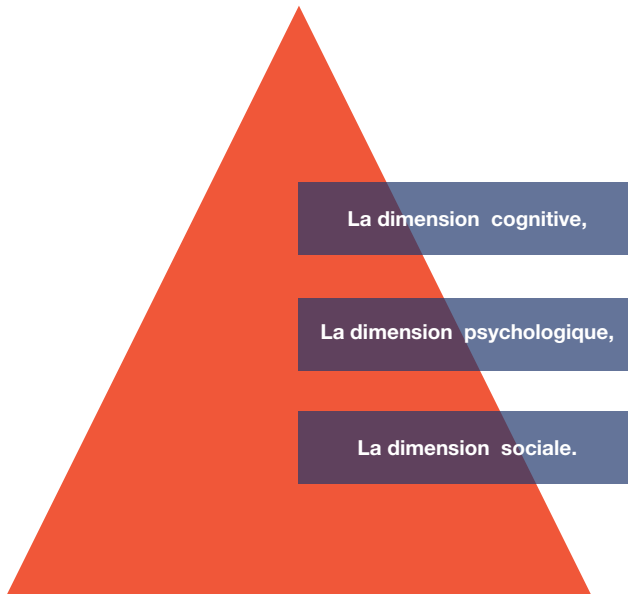 La dimension cognitive,
La dimension psychologique,
La dimension sociale.